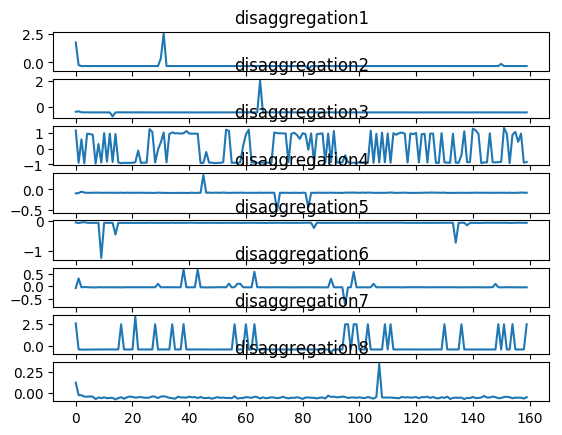 disaggregation1
2.5
0.0
disaggregation2
2
0
disaggregation3
1
0
−1
disaggregation4
0.0
−0.5
disaggregation5
0
−1
disaggregation6
0.5
0.0
−0.5
disaggregation7
2.5
0.0
disaggregation8
0.25
0.00
0 20 40 60 80 100 120 140 160